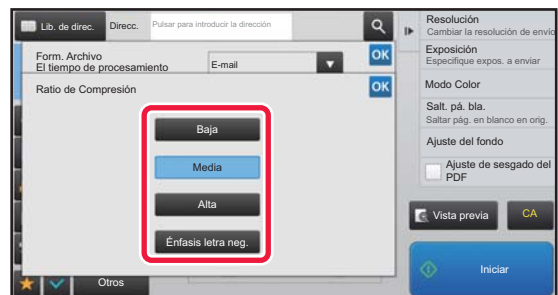 Lib. de direc.
Direcc.
Pulsar para introducir la dirección
Form. Archivo
El tiempo de procesamiento
E-mail
OK
Ratio de Compresión
OK
Baja
Media
Alta
Énfasis letra neg.
Otros
Resolución
Cambiar la resolución de envío
Exposición
Especifique expos. a enviar
Modo Color
Salt. pá. bla.
Saltar pág. en blanco en orig.
Ajuste del fondo
Ajuste de sesgado del
PDF
Vista previa
CA
Iniciar